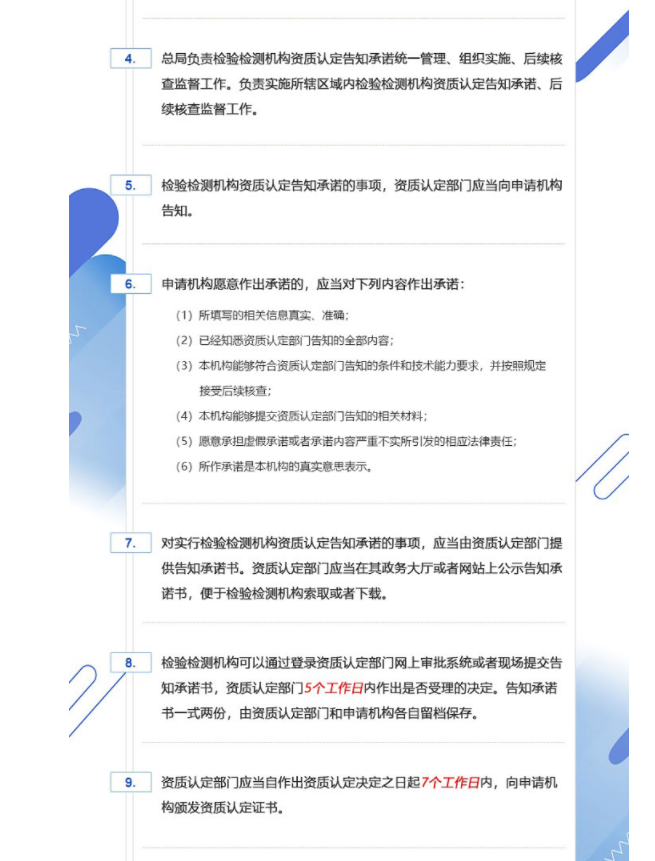 4. 总局负责检验检测机构资质认定告知承诺统一管理、组织实施、后续核
查监督工作。负责实施所辖区域内检验检测机构资质认定告知承诺、后
续核查监督工作。
5. 检验检测机构资质认定告知承诺的事项，资质认定部门应当向申请机构
告知。
6. 申请机构愿意作出承诺的，应当对下列内容作出承诺：
（1）所填写的相关信息真实、准确；
（2）已经知悉资质认定部门告知的全部内容；
（3）本机构能够符合资质认定部门告知的条件和技术能力要求，并按照规定
接受后续核查；
（4）本机构能够提交资质认定部门告知的相关材料；
（5）愿意承担虚假承诺或者承诺内容严重不实所引发的相应法律责任；
（6）所作承诺是本机构的真实意思表示。
7. 对实行检验检测机构资质认定告知承诺的事项，应当由资质认定部门提
供告知承诺书。资质认定部门应当在其政务大厅或者网站上公示告知承
诺书，便于检验检测机构索取或者下载。
8. 检验检测机构可以通过登录资质认定部门网上审批系统或者现场提交告
知承诺书，资质认定部门5个工作日内作出是否受理的决定。告知承诺
书一式两份，由资质认定部门和申请机构各自留档保存。
9. 资质认定部门应当自作出资质认定决定之日起7个工作日内，向申请机
构颁发资质认定证书。